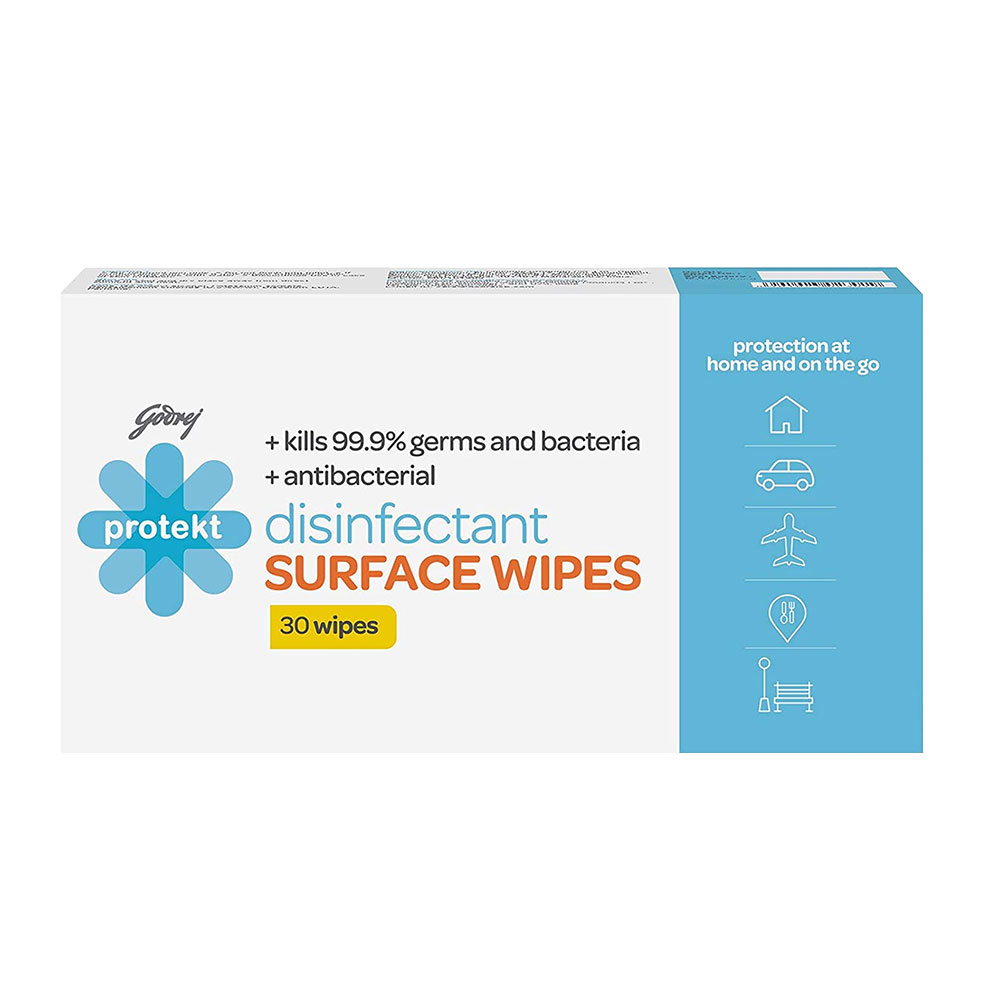 Godrej
protekt
+ kills 99.9% germs and bacteria
+ antibacterial
disinfectant
SURFACE WIPES
30 wipes
protection at
home and on the go